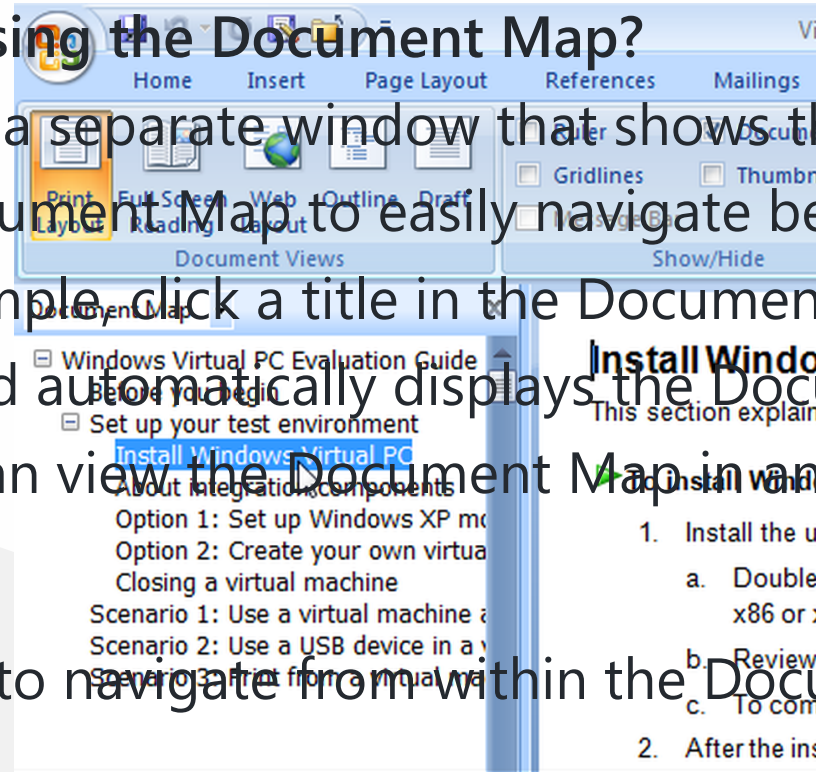 sing the Document Map?
Home Insert Page Layout References Mailings
a separate window that shows
Ruler
Gridlines
Print Layout Full Screen Reading Web Layout Outline Draft
ument Map to easily navigate
Document Views Show/Hide
mple, click a title in the Documen
Document Map
Windows Virtual PC Evaluation Guide
Install Windo
automatically displays the Docu
Before you begin
This section explain
Set up your test environment
Install Windows Virtual PC
view the Document Map in an
To install Windo
About integration components
Option 1: Set up Windows XP mo
1. Install the u
Option 2: Create your own virtua
Closing a virtual machine
a. Double
x86 or
Scenario 1: Use a virtual machine
Scenario 2: Use a USB device in a
b. Review
to navigate from within the Docu
Scenario 3: Print from a virtual ma
c. To com
2. After the ins